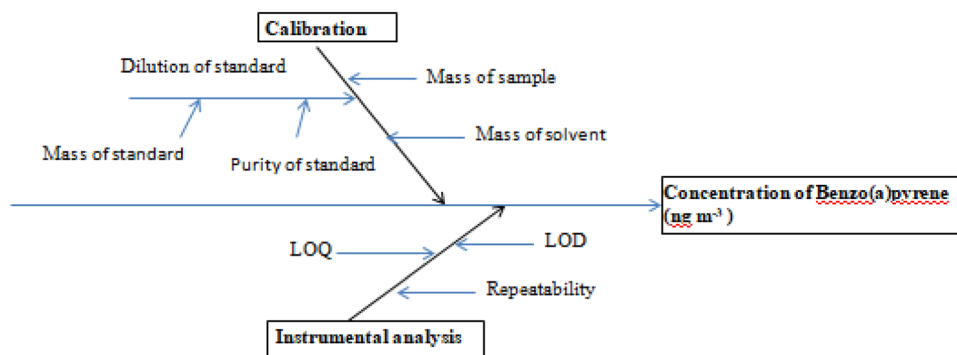 Calibration
Dilution of standard
Mass of sample
Mass of solvent
Mass of standard
Purity of standard
Concentration of Benzo(a)pyrene
(ng m⁻³ )
LOQ
LOD
Repeatability
Instrumental analysis